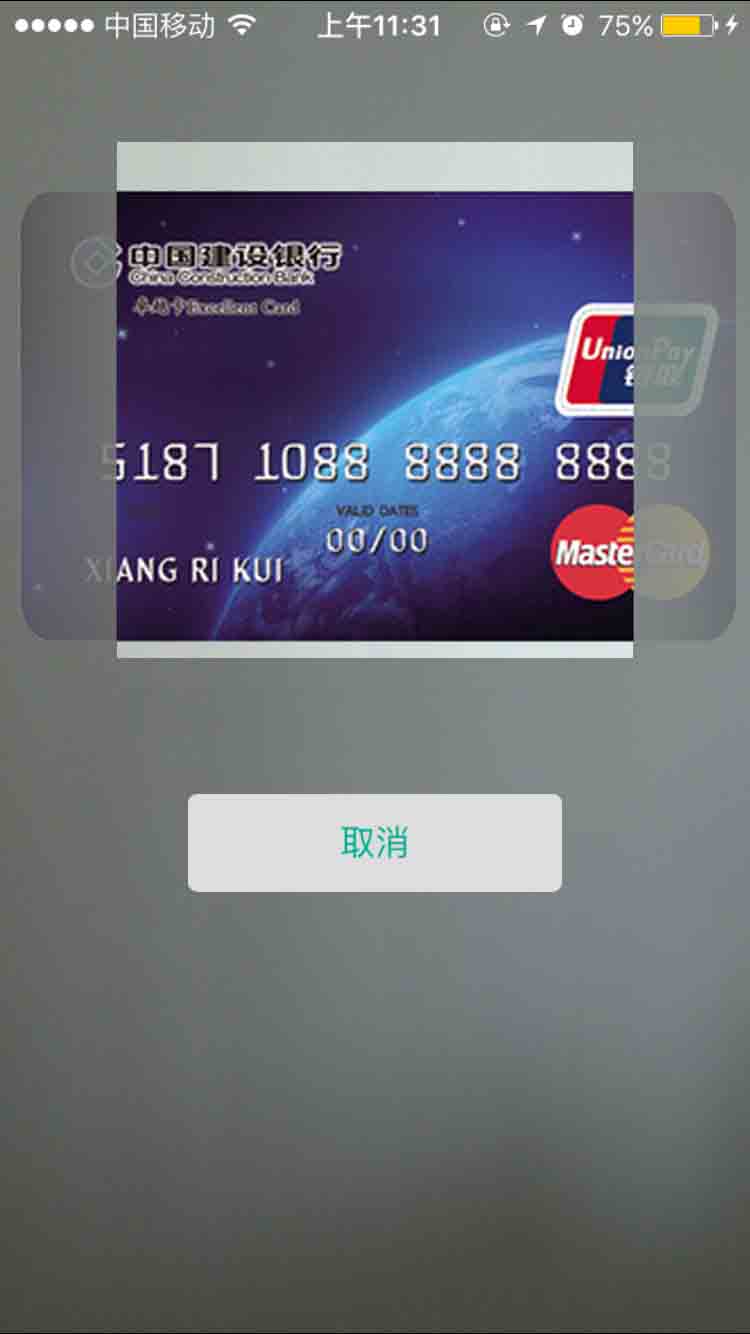 中国移动 上午11:31 75%
中国建设银行
China Construction Bank
卓越卡Excellent Card
UnionPay
银联
5187 1088 8888 8888
VALID DATES
00/00
XIANG RI KUI
MasterCard
取消